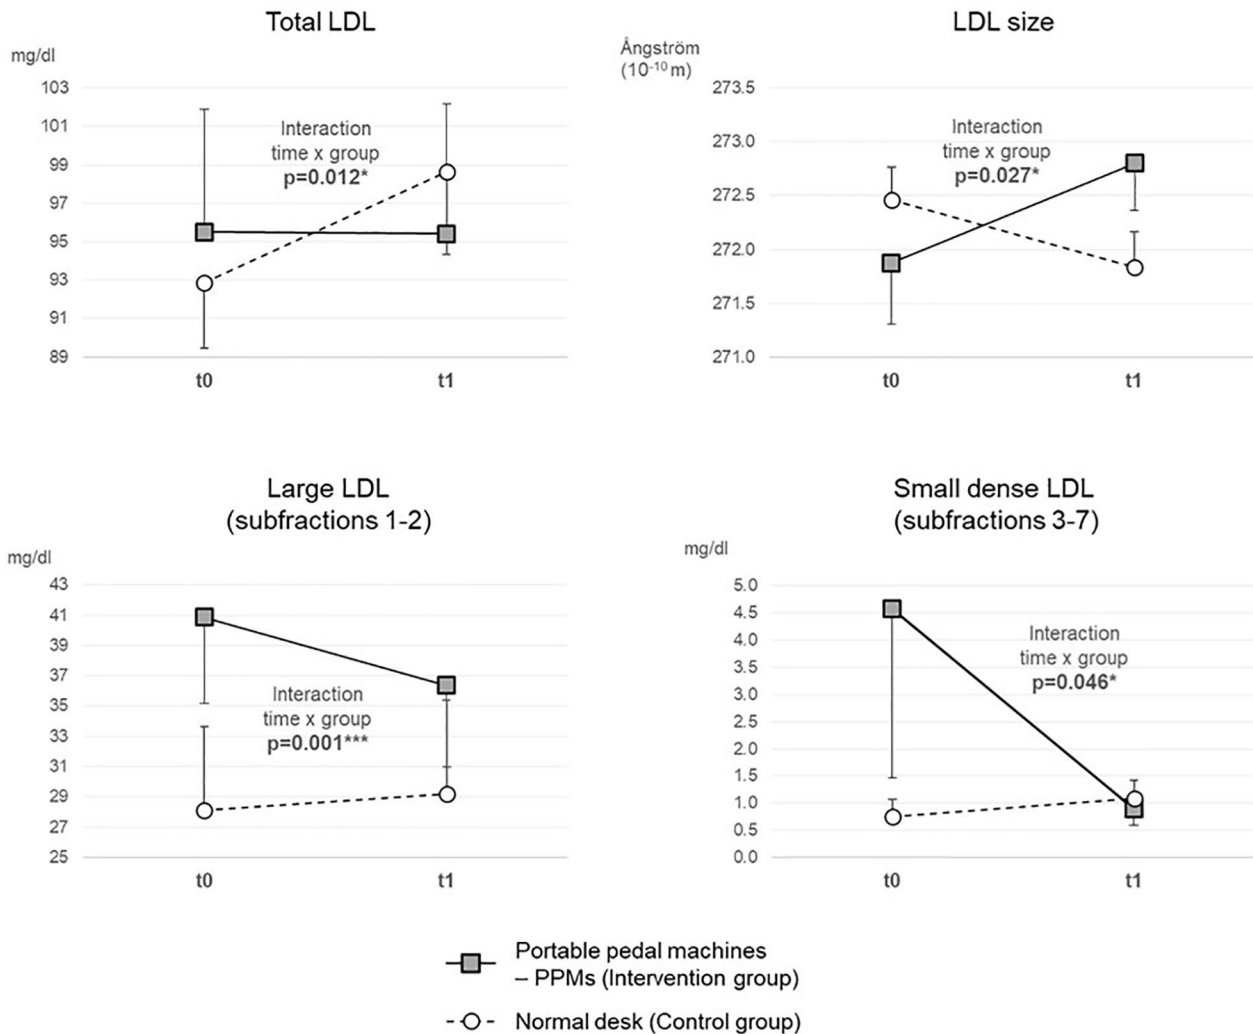 Total LDL
mg/dl
103
101
99
97
95
93
91
89
Interaction
time x group
p=0.012*
t0
t1
LDL size
Ångström
(10⁻¹⁰ m)
273.5
273.0
272.5
272.0
271.5
271.0
Interaction
time x group
p=0.027*
t0
t1
Large LDL
(subfractions 1-2)
mg/dl
43
41
39
37
35
33
31
29
27
25
Interaction
time x group
p=0.001***
t0
t1
Small dense LDL
(subfractions 3-7)
mg/dl
5.0
4.5
4.0
3.5
3.0
2.5
2.0
1.5
1.0
0.5
0.0
Interaction
time x group
p=0.046*
t0
t1
Portable pedal machines
– PPMs (Intervention group)
Normal desk (Control group)